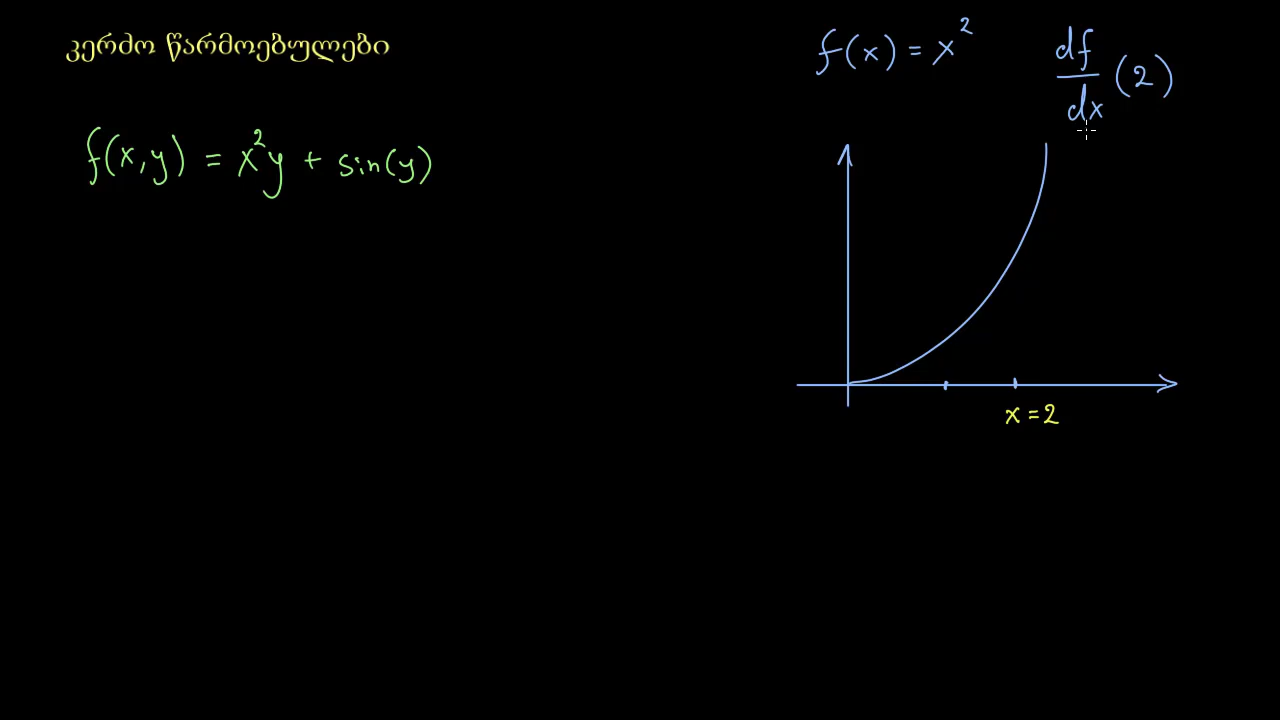 კერძო წარმოებულები
f(x,y) = x²y + sin(y)
f(x) = x²
df/dx (2)
x = 2